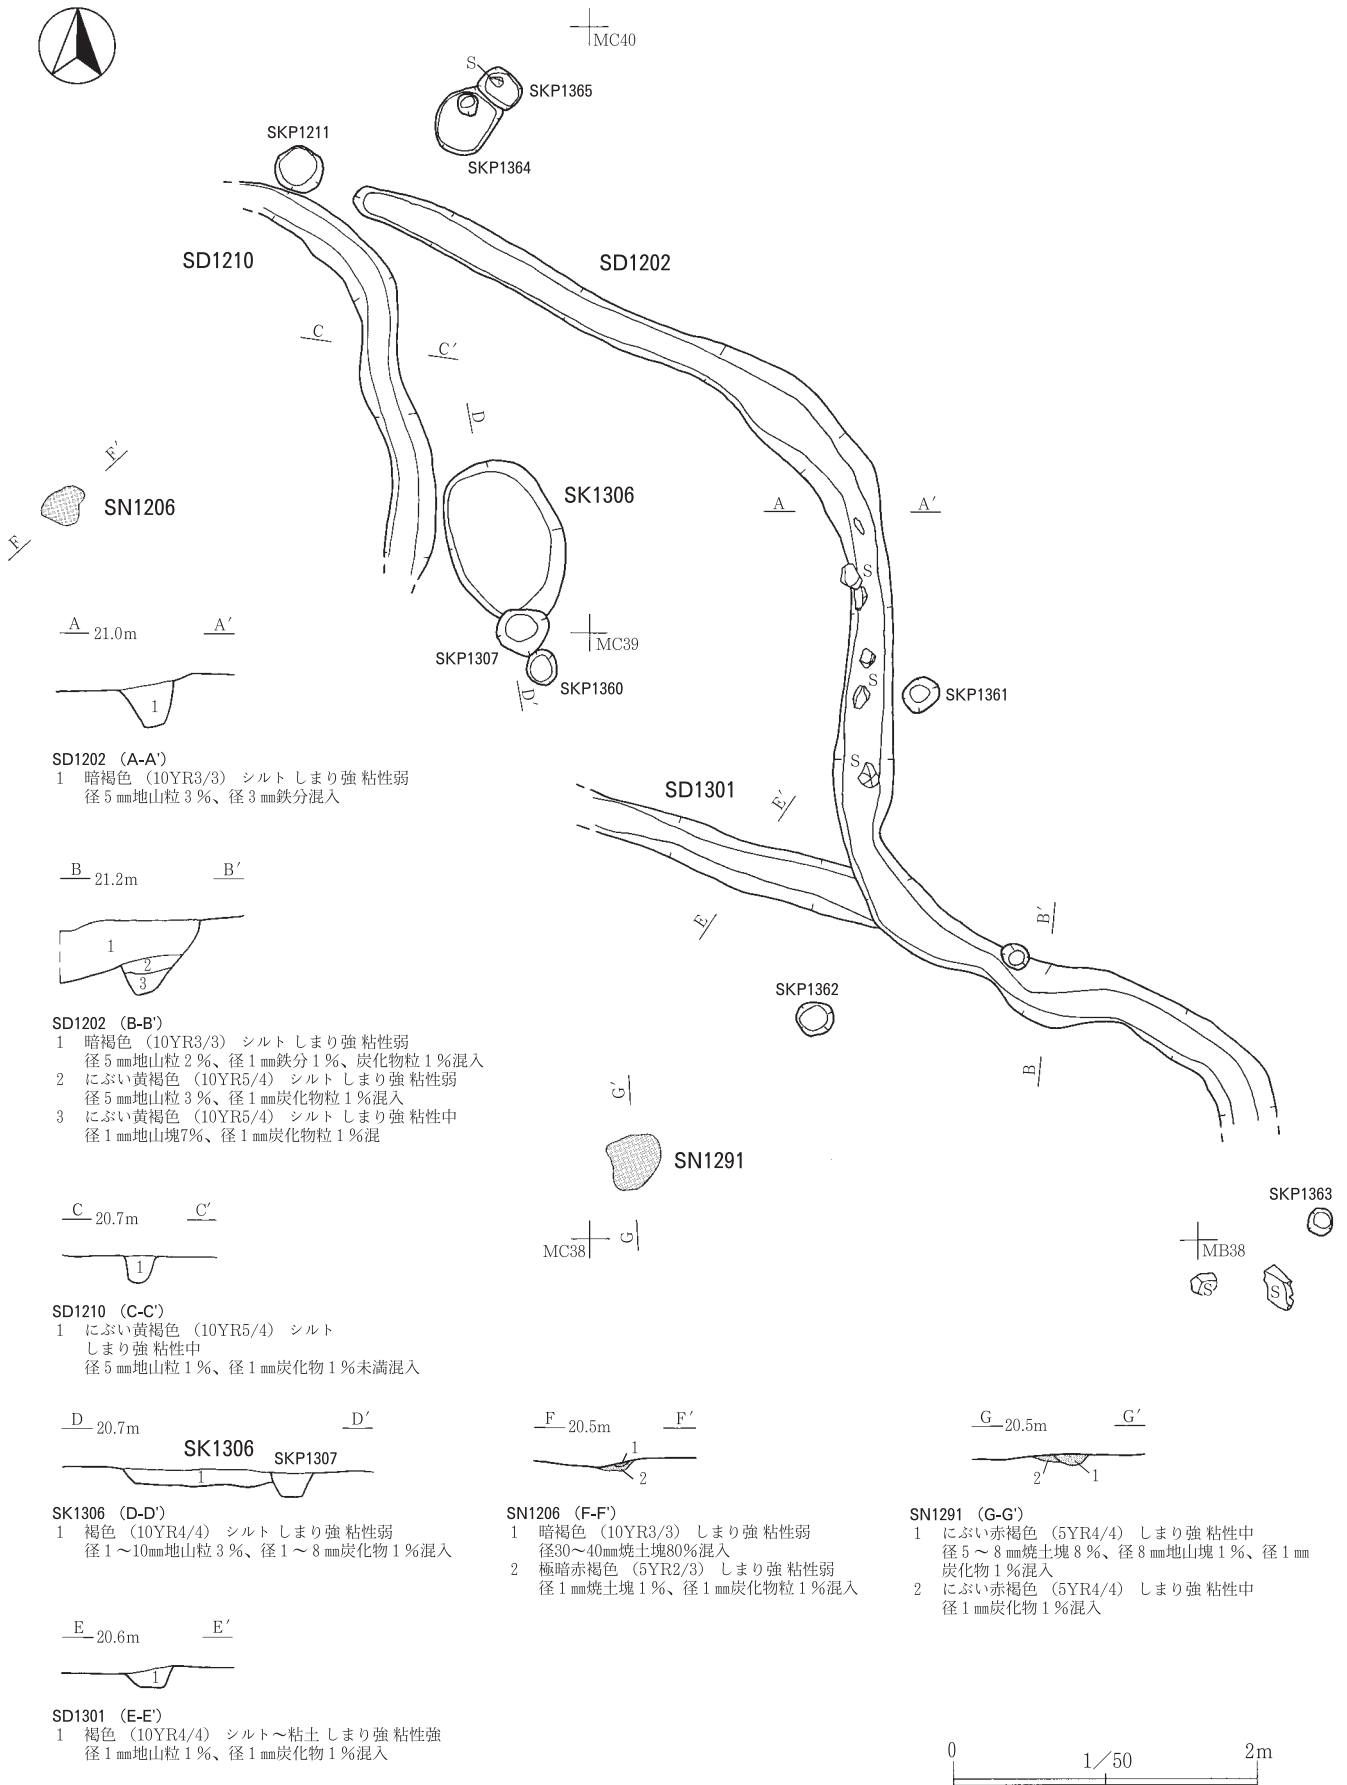 MC40
S
SKP1365
SKP1211
SKP1364
SD1210
SD1202
C
C′
D
F′
SN1206
F
SK1306
A
A′
S
MC39
SKP1307
SKP1360
D′
S
SKP1361
S
SD1301
E′
E
B′
SKP1362
B
G′
SN1291
MC38
G
SKP1363
MB38
S
S
A 21.0m A′
1
SD1202 （A-A'）
1 暗褐色 （10YR3/3） シルト しまり強 粘性弱
径５㎜地山粒３％、径３㎜鉄分混入
B 21.2m B′
1
2
3
SD1202 （B-B'）
1 暗褐色 （10YR3/3） シルト しまり強 粘性弱
径５㎜地山粒２％、径１㎜鉄分１％、炭化物粒１％混入
2 にぶい黄褐色 （10YR5/4） シルト しまり強 粘性弱
径５㎜地山粒３％、径１㎜炭化物粒１％混入
3 にぶい黄褐色 （10YR5/4） シルト しまり強 粘性中
径１㎜地山塊7％、径１㎜炭化物粒１％混
C 20.7m C′
1
SD1210 （C-C'）
1 にぶい黄褐色 （10YR5/4） シルト
しまり強 粘性中
径５㎜地山粒１％、径１㎜炭化物１％未満混入
D 20.7m D′
SK1306 SKP1307
1
SK1306 （D-D'）
1 褐色 （10YR4/4） シルト しまり強 粘性弱
径１～10㎜地山粒３％、径１～８㎜炭化物１％混入
F 20.5m F′
1
2
SN1206 （F-F'）
1 暗褐色 （10YR3/3） しまり強 粘性弱
径30～40㎜焼土塊80％混入
2 極暗赤褐色 （5YR2/3） しまり強 粘性弱
径１㎜焼土塊１％、径１㎜炭化物粒１％混入
G 20.5m G′
2 1
SN1291 （G-G'）
1 にぶい赤褐色 （5YR4/4） しまり強 粘性中
径５～８㎜焼土塊８％、径８㎜地山塊１％、径１㎜
炭化物１％混入
2 にぶい赤褐色 （5YR4/4） しまり強 粘性中
径１㎜炭化物１％混入
E 20.6m E′
1
SD1301 （E-E'）
1 褐色 （10YR4/4） シルト～粘土 しまり強 粘性強
径１㎜地山粒１％、径１㎜炭化物１％混入
0 1／50 2m